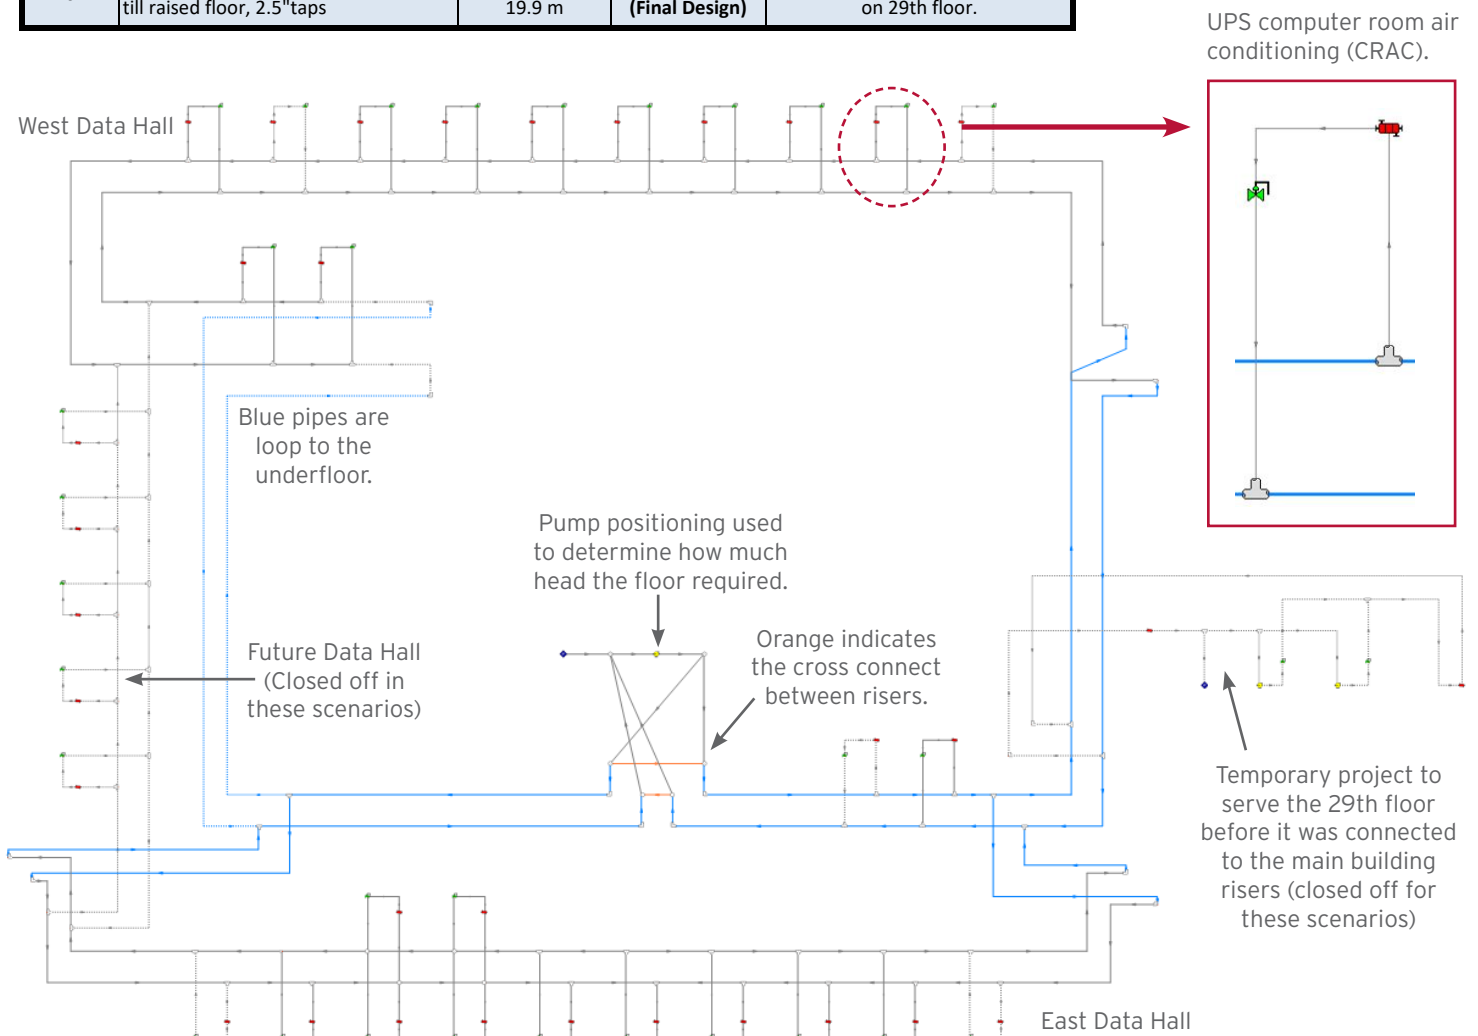 till raised floor, 2.5"taps
19.9 m
(Final Design)
on 29th floor.
UPS computer room air
conditioning (CRAC).
West Data Hall
Blue pipes are
loop to the
underfloor.
Pump positioning used
to determine how much
head the floor required.
Orange indicates
the cross connect
between risers.
Future Data Hall
(Closed off in
these scenarios)
Temporary project to
serve the 29th floor
before it was connected
to the main building
risers (closed off for
these scenarios)
East Data Hall